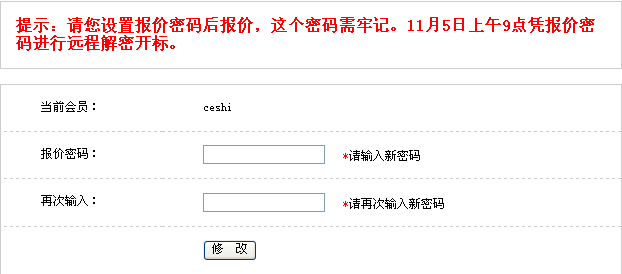 提示：请您设置报价密码后报价，这个密码需牢记。11月5日上午9点凭报价密
码进行远程解密开标。
当前会员： ceshi
报价密码： *请输入新密码
再次输入： *请再次输入新密码
修 改